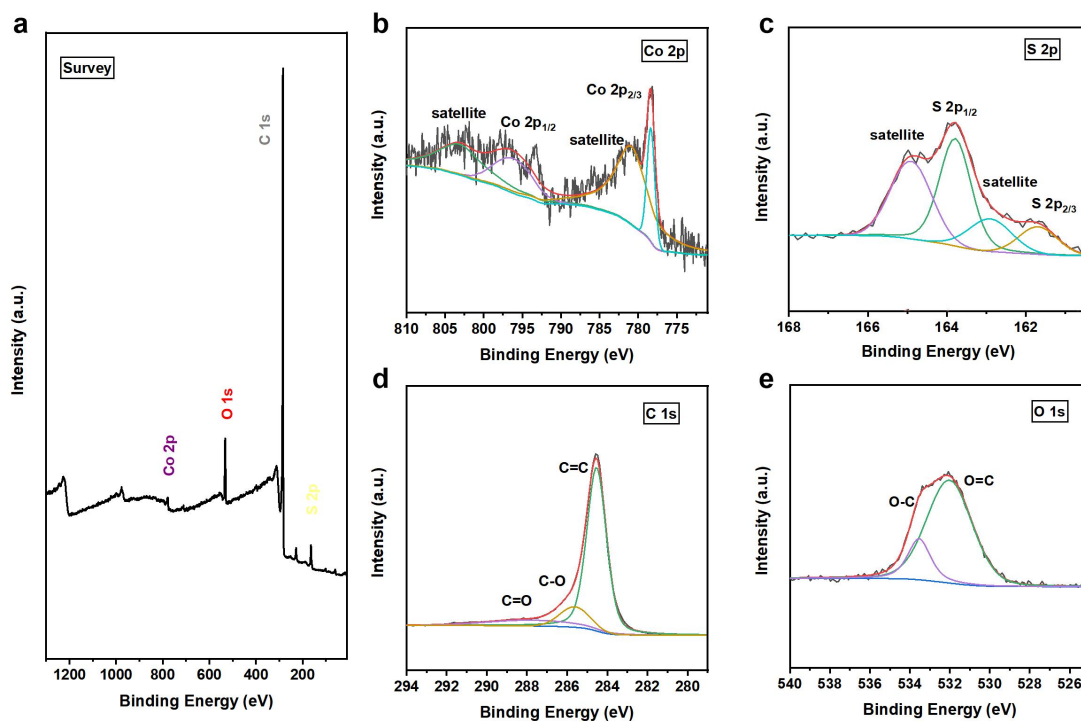 a
Survey
C 1s
O 1s
Co 2p
S 2p
Intensity (a.u.)
1200 1000 800 600 400 200
Binding Energy (eV)
b
Co 2p
Co 2p2/3
satellite
Co 2p1/2
satellite
Intensity (a.u.)
810 805 800 795 790 785 780 775
Binding Energy (eV)
c
S 2p
S 2p1/2
satellite
satellite
S 2p2/3
Intensity (a.u.)
168 166 164 162
Binding Energy (eV)
d
C 1s
C=C
C-O
C=O
Intensity (a.u.)
294 292 290 288 286 284 282 280
Binding Energy (eV)
e
O 1s
O=C
O-C
Intensity (a.u.)
540 538 536 534 532 530 528 526
Binding Energy (eV)